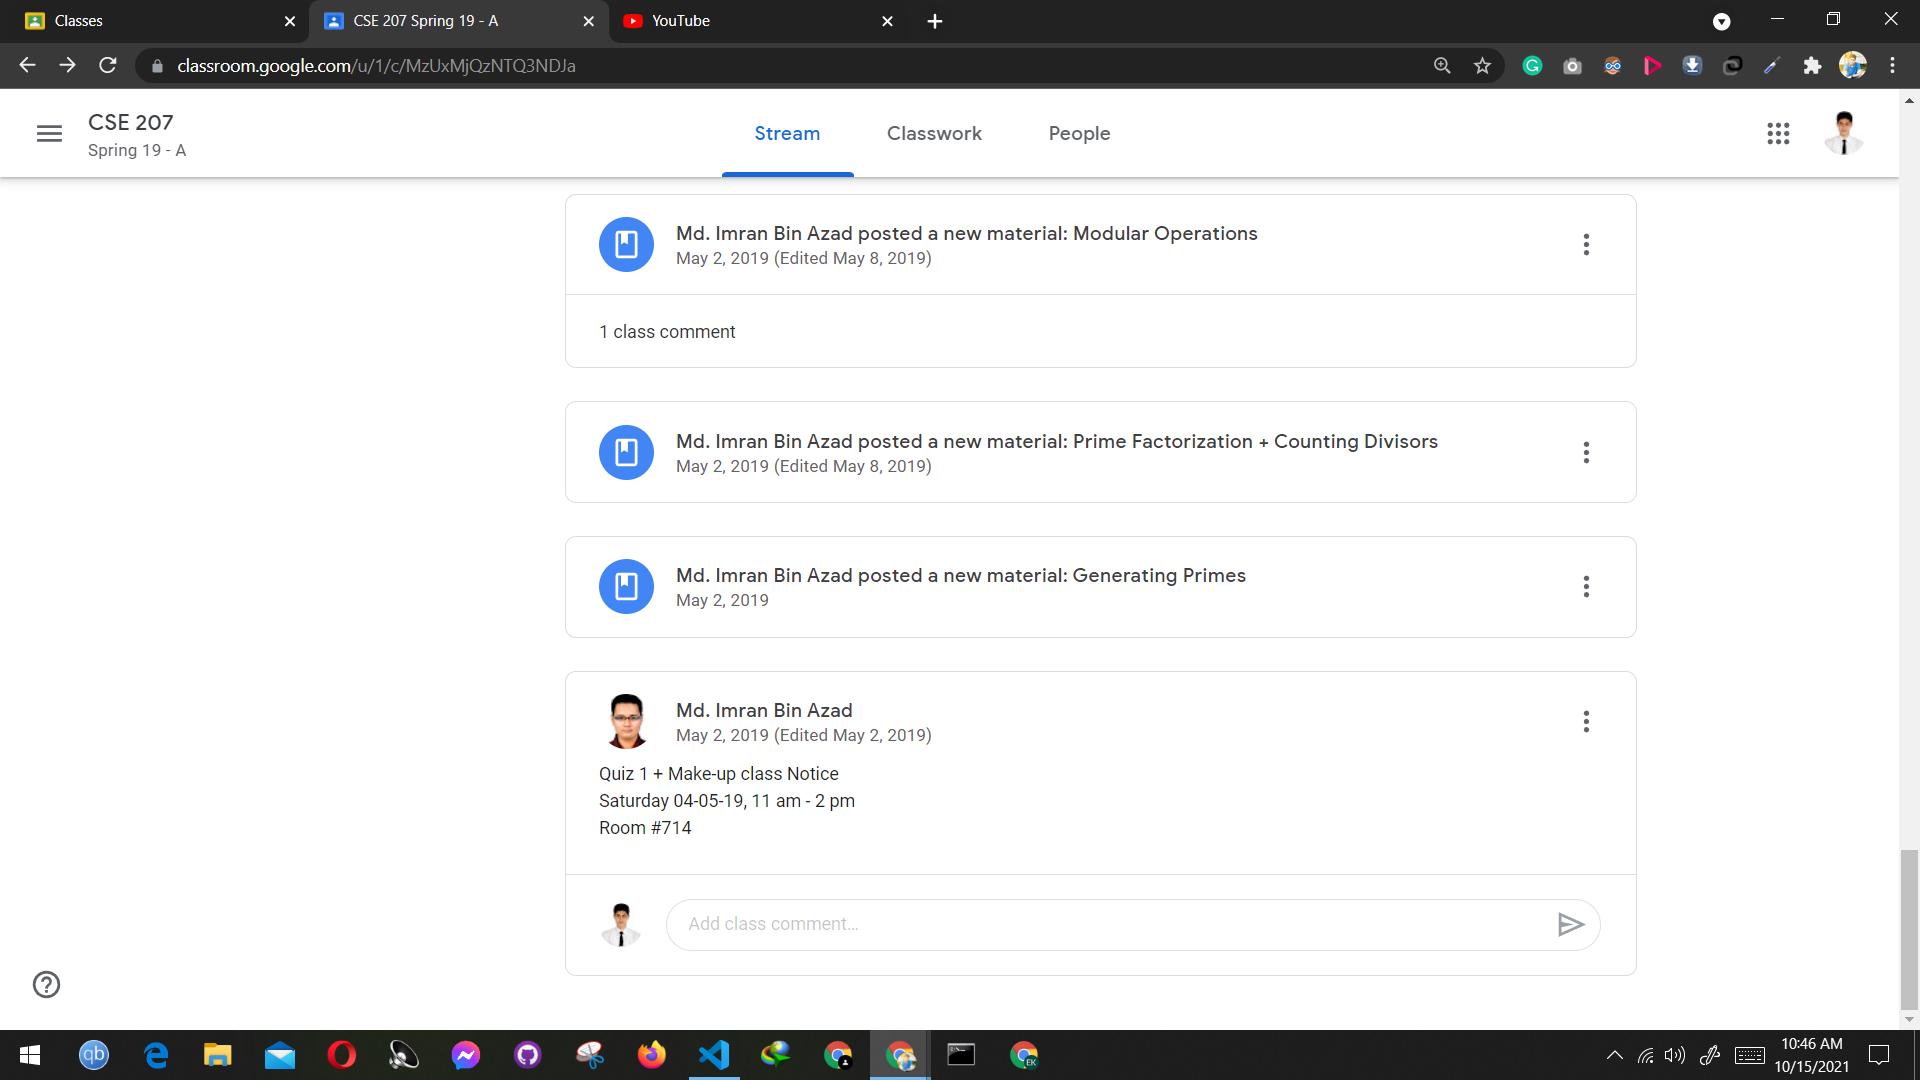 Classes
CSE 207 Spring 19 - A
YouTube
classroom.google.com/u/1/c/MzUxMjQzNTQ3NDJa
CSE 207
Spring 19 - A
Stream
Classwork
People
Md. Imran Bin Azad posted a new material: Modular Operations
May 2, 2019 (Edited May 8, 2019)
1 class comment
Md. Imran Bin Azad posted a new material: Prime Factorization + Counting Divisors
May 2, 2019 (Edited May 8, 2019)
Md. Imran Bin Azad posted a new material: Generating Primes
May 2, 2019
Md. Imran Bin Azad
May 2, 2019 (Edited May 2, 2019)
Quiz 1 + Make-up class Notice
Saturday 04-05-19, 11 am - 2 pm
Room #714
Add class comment...
qb
EK
10:46 AM
10/15/2021